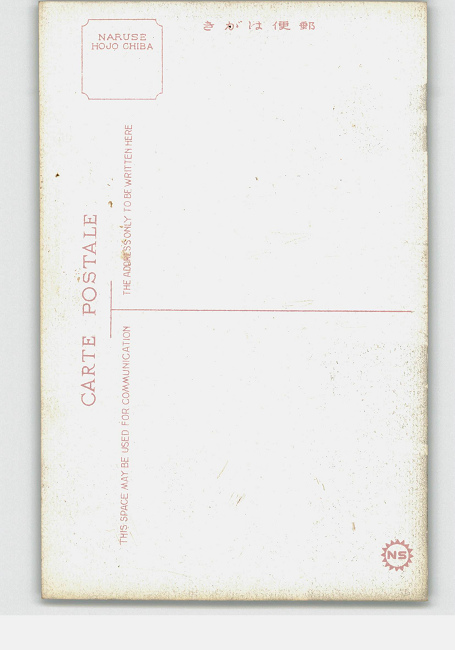 NARUSE
HOJO CHIBA
きかは便郵
CARTE POSTALE
THE ADDRESS ONLY TO BE WRITTEN HERE
THIS SPACE MAY BE USED FOR COMMUNICATION
NS